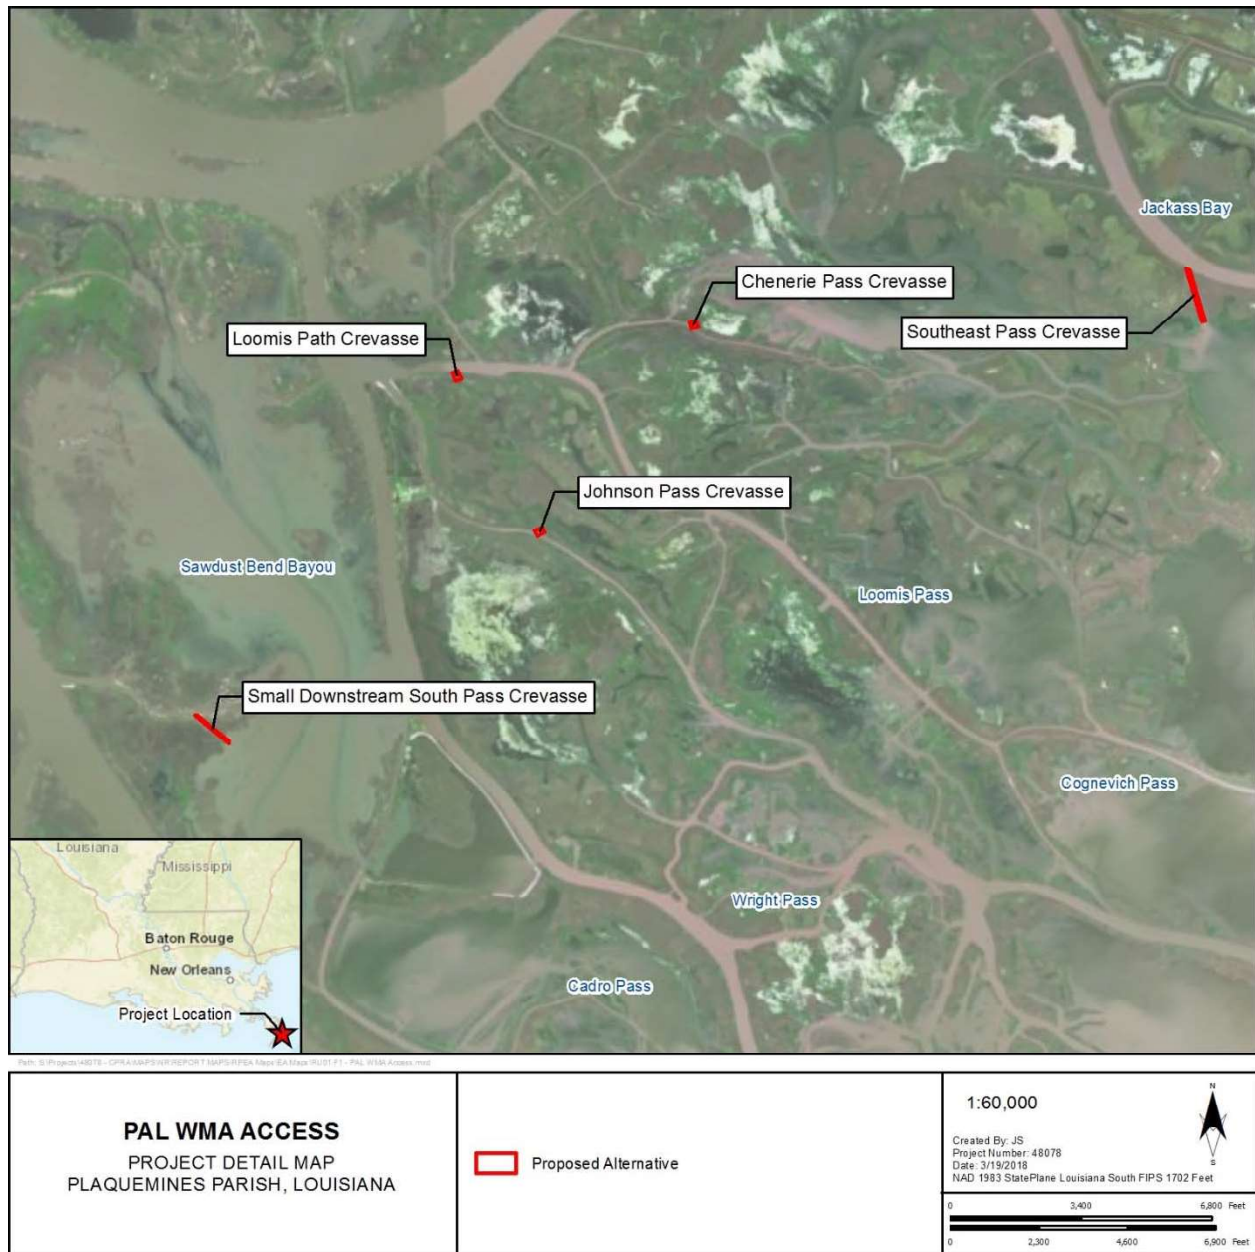 Jackass Bay
Chenerie Pass Crevasse
Loomis Path Crevasse
Southeast Pass Crevasse
Johnson Pass Crevasse
Sawdust Bend Bayou
Loomis Pass
Small Downstream South Pass Crevasse
Cognevich Pass
Wright Pass
Cadro Pass
Louisiana
Mississippi
Baton Rouge
New Orleans
Project Location
PAL WMA ACCESS
PROJECT DETAIL MAP
PLAQUEMINES PARISH, LOUISIANA
Proposed Alternative
1:60,000
N
S
Created By: JS
Project Number: 48078
Date: 3/19/2018
NAD 1983 StatePlane Louisiana South FIPS 1702 Feet
0 3,400 6,800 Feet
0 2,300 4,600 6,900 Feet